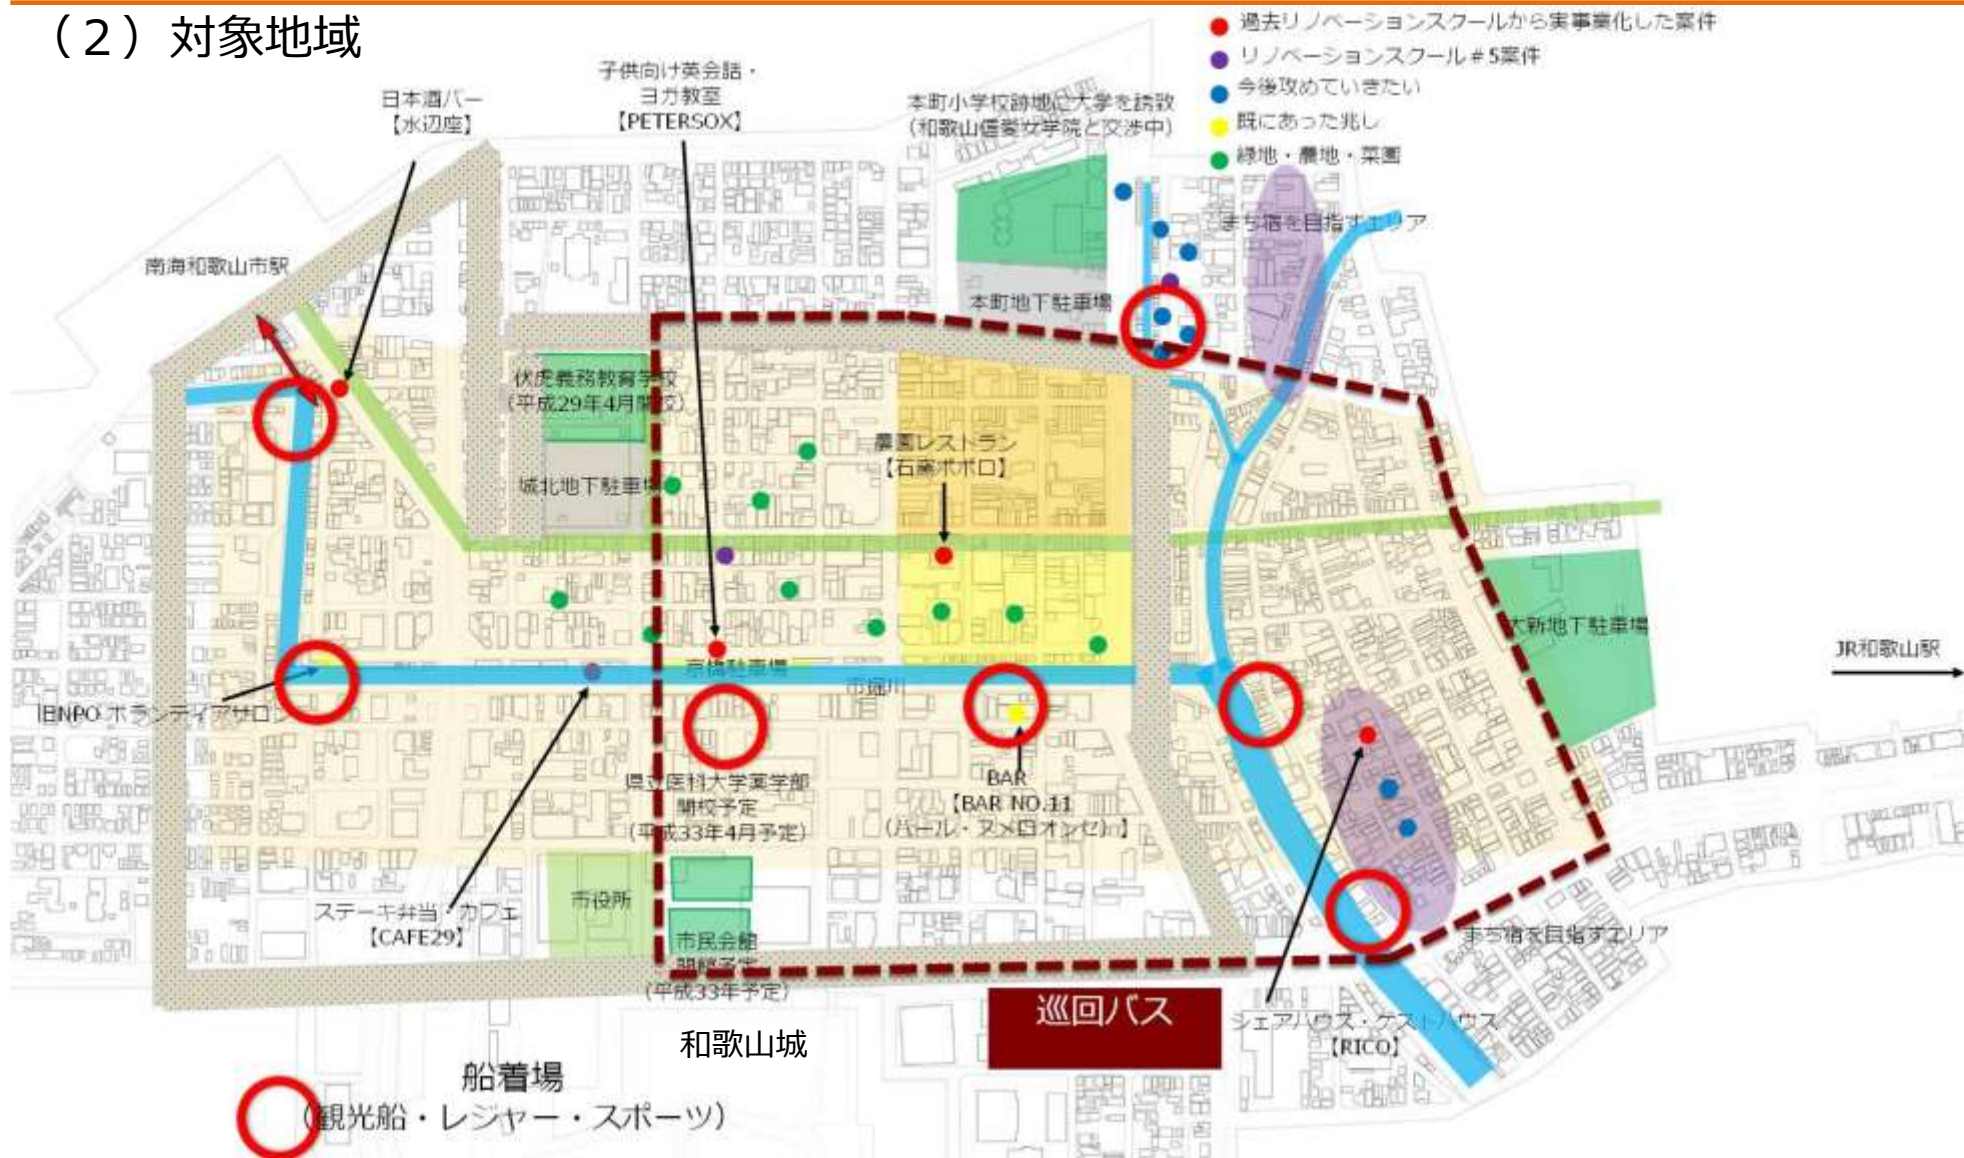 （２）対象地域
過去リノベーションスクールから実事業化した案件
リノベーションスクール＃5案件
今後攻めていきたい
既にあった兆し
緑地・農地・菜園
子供向け英会話・
ヨガ教室
【PETERSOX】
日本酒バー
【水辺座】
本町小学校跡地に大学を誘致
（和歌山信愛女学院と交渉中）
まち宿を目指すエリア
南海和歌山市駅
本町地下駐車場
伏虎義務教育学校
（平成29年4月開校）
農園レストラン
【石窯ポポロ】
城北地下駐車場
大新地下駐車場
JR和歌山駅
京橋駐車場
市堀川
旧NPO ボランティアサロン
県立医科大学薬学部
開校予定
（平成33年4月予定）
BAR
【BAR NO.11
（バール・ヌメロオンセ）】
市役所
ステーキ弁当・カフェ
【CAFE29】
市民会館
開館予定
（平成33年予定）
まち宿を目指すエリア
巡回バス
シェアハウス・ゲストハウス
【RICO】
和歌山城
船着場
（観光船・レジャー・スポーツ）